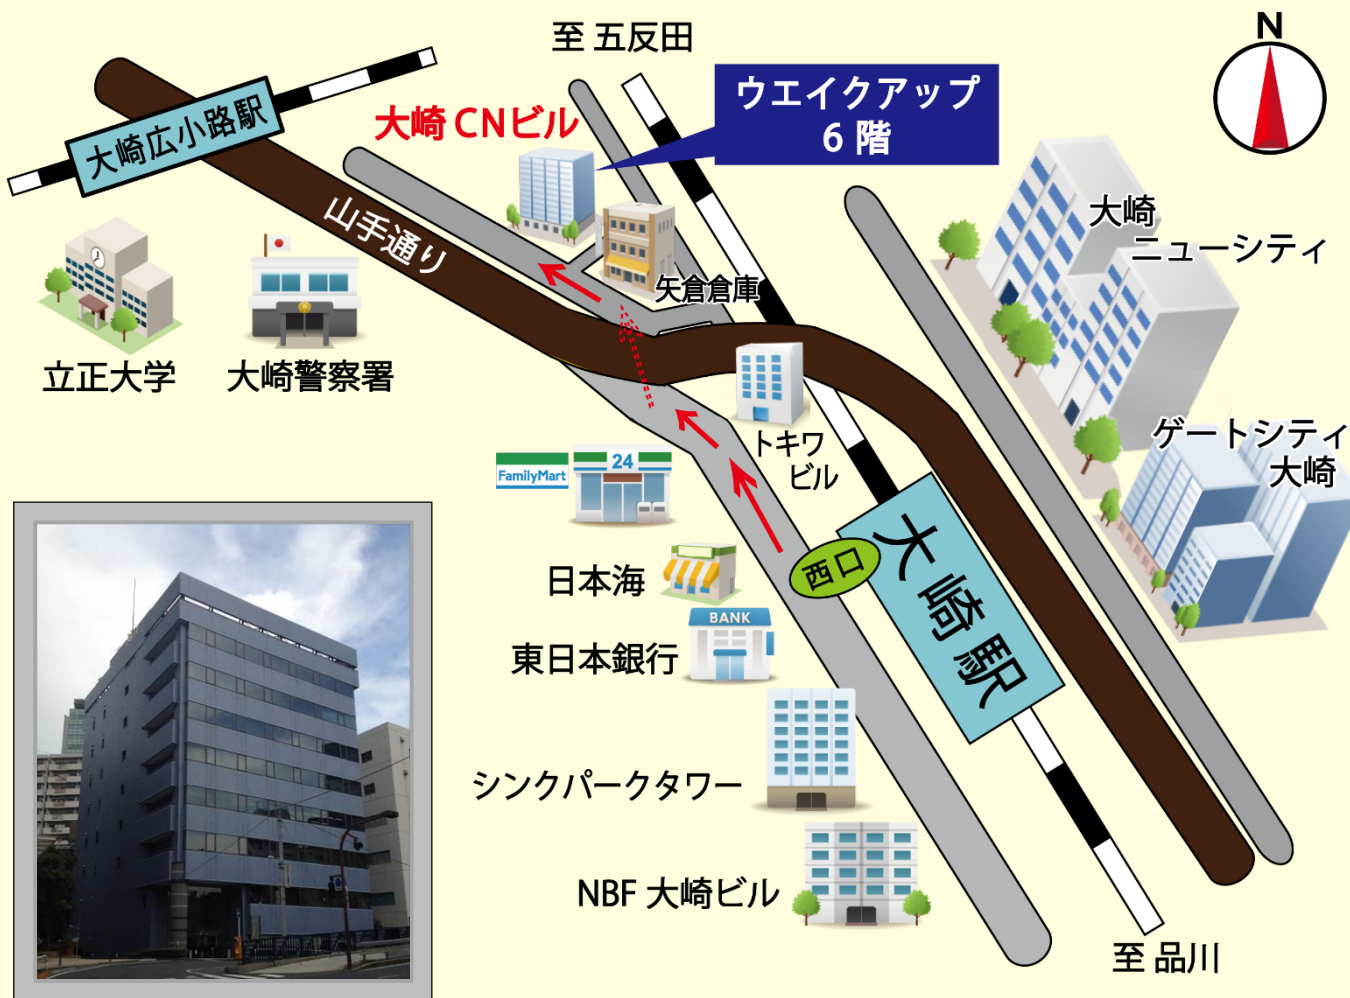 至 五反田
N
ウエイクアップ
6 階
大崎 CNビル
大崎広小路駅
山手通り
大崎
ニューシティ
矢倉倉庫
立正大学
大崎警察署
トキワ
ビル
ゲートシティ
大崎
FamilyMart
24
西口
大崎駅
日本海
BANK
東日本銀行
シンクパークタワー
NBF 大崎ビル
至 品川